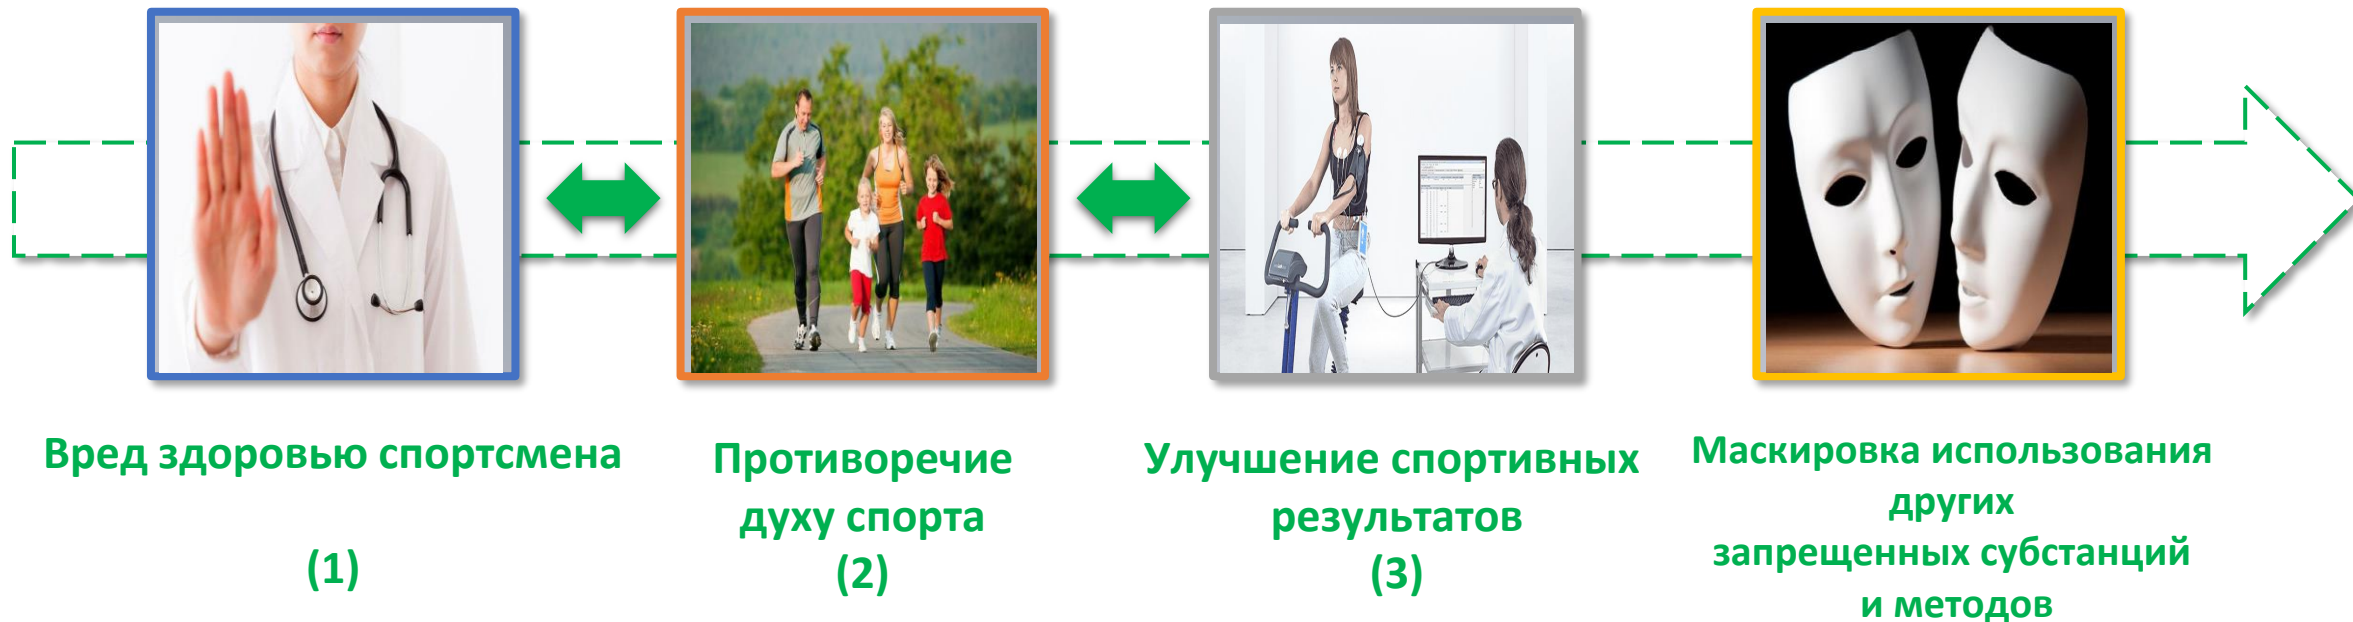 Вред здоровью спортсмена
(1)
Противоречие
духу спорта
(2)
Улучшение спортивных
результатов
(3)
Маскировка использования
других
запрещенных субстанций
и методов